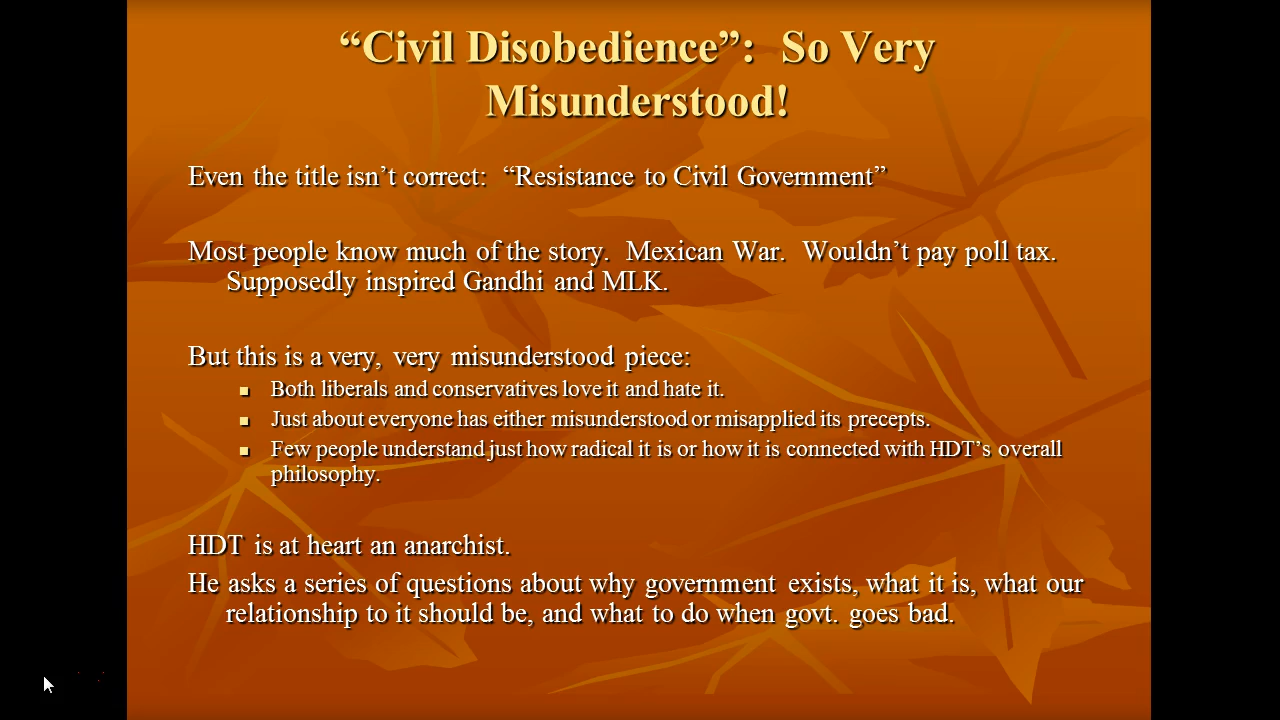 “Civil Disobedience”:  So Very
Misunderstood!
Even the title isn’t correct:  “Resistance to Civil Government”
Most people know much of the story.  Mexican War.  Wouldn’t pay poll tax.
Supposedly inspired Gandhi and MLK.
But this is a very, very misunderstood piece:
Both liberals and conservatives love it and hate it.
Just about everyone has either misunderstood or misapplied its precepts.
Few people understand just how radical it is or how it is connected with HDT’s overall
philosophy.
HDT is at heart an anarchist.
He asks a series of questions about why government exists, what it is, what our
relationship to it should be, and what to do when govt. goes bad.